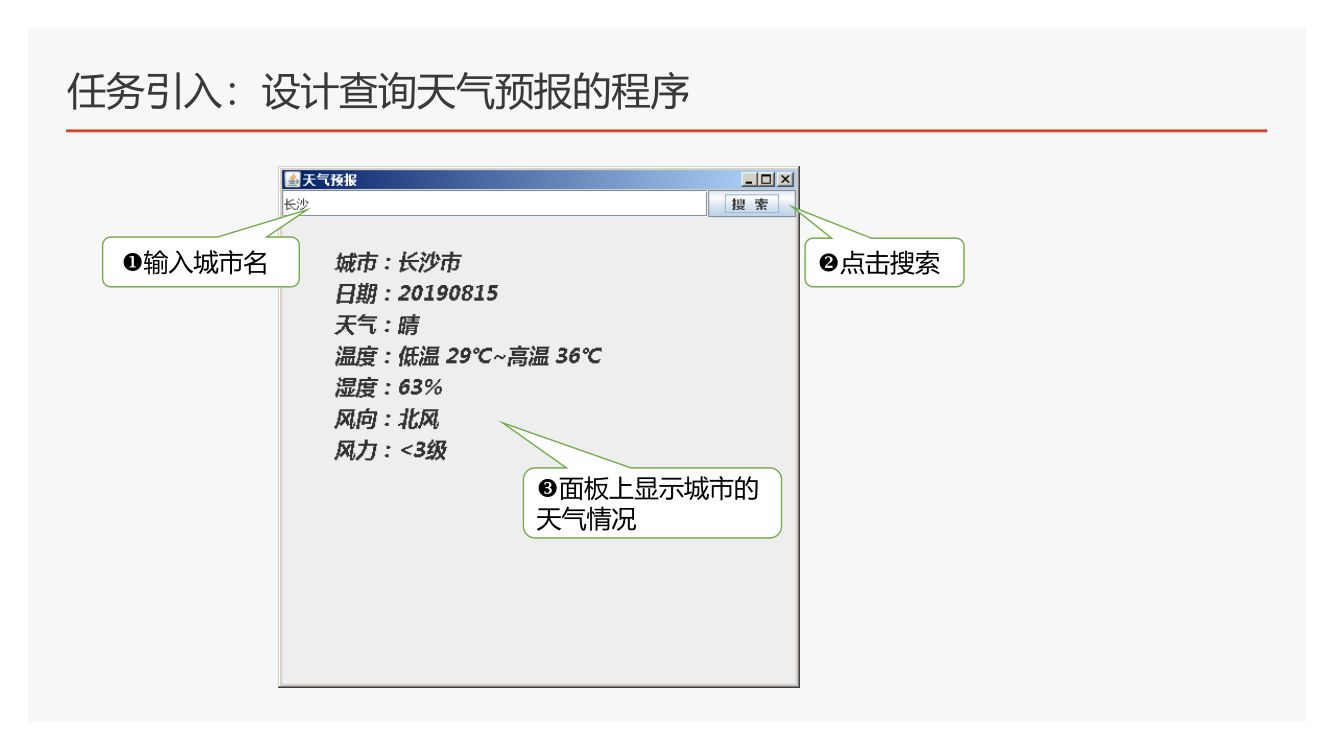 任务引入：设计查询天气预报的程序
天气预报
长沙
搜 索
❶输入城市名
❷点击搜索
城市：长沙市
日期：20190815
天气：晴
温度：低温 29℃~高温 36℃
湿度：63%
风向：北风
风力：<3级
❸面板上显示城市的
天气情况